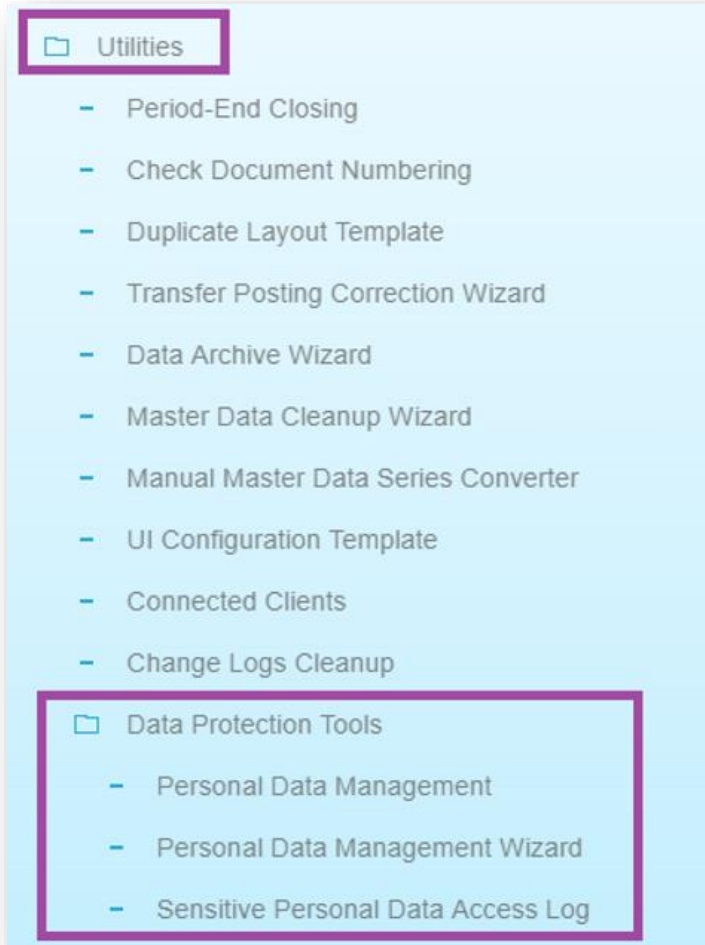 Utilities
Period-End Closing
Check Document Numbering
Duplicate Layout Template
Transfer Posting Correction Wizard
Data Archive Wizard
Master Data Cleanup Wizard
Manual Master Data Series Converter
UI Configuration Template
Connected Clients
Change Logs Cleanup
Data Protection Tools
Personal Data Management
Personal Data Management Wizard
Sensitive Personal Data Access Log